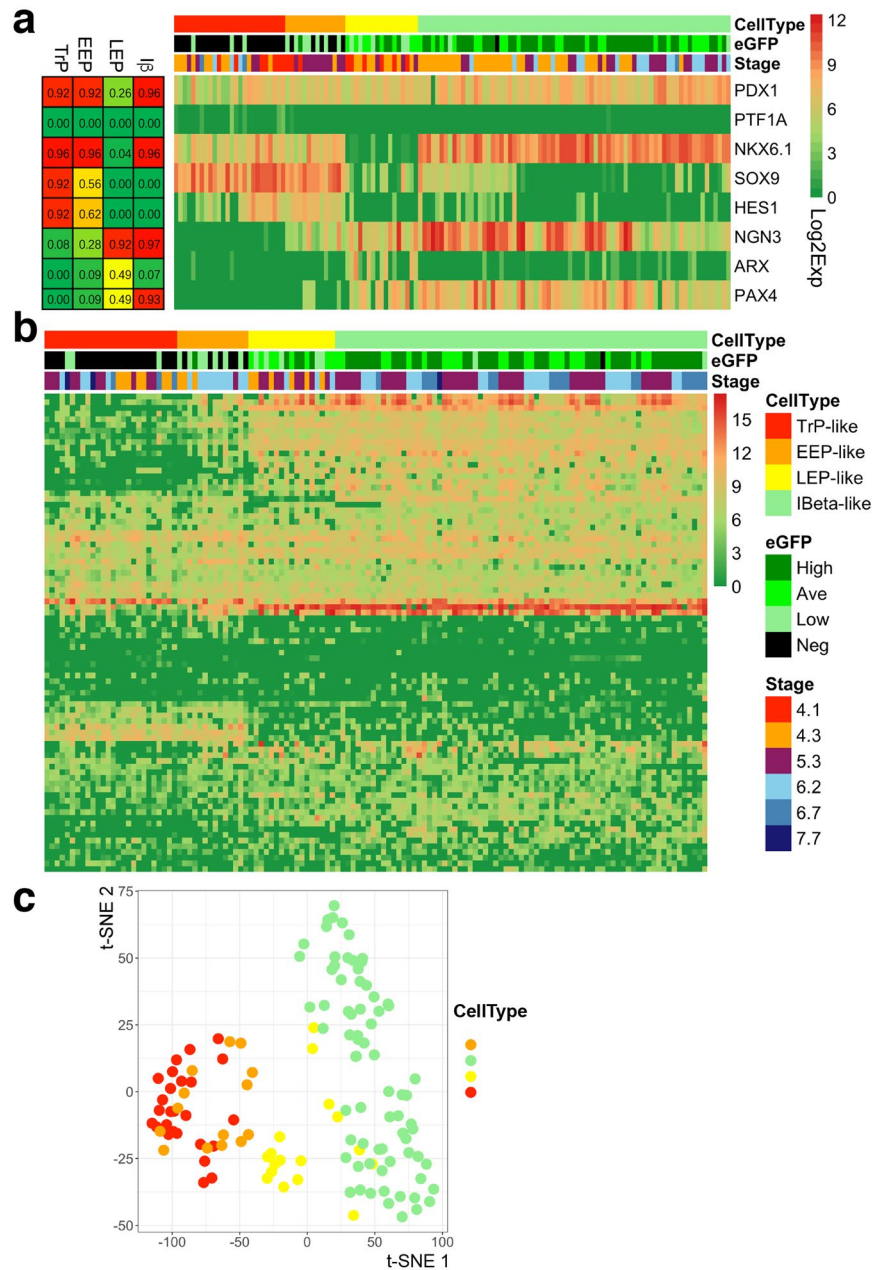 a
TrP EEP LEP Iβ
CellType
eGFP
Stage
0.92 0.92 0.26 0.96 PDX1
0.00 0.00 0.00 0.00 PTF1A
0.96 0.96 0.04 0.96 NKX6.1
0.92 0.56 0.00 0.00 SOX9
0.92 0.62 0.00 0.00 HES1
0.08 0.28 0.92 0.97 NGN3
0.00 0.09 0.49 0.07 ARX
0.00 0.09 0.49 0.93 PAX4
12
10
8
6
4
2
0
Log2Exp
b
CellType
eGFP
Stage
15
12
9
6
3
0
CellType
TrP-like
EEP-like
LEP-like
IBeta-like
eGFP
High
Ave
Low
Neg
Stage
4.1
4.3
5.3
6.2
6.7
7.7
c
t-SNE 2
75
50
25
0
-25
-50
-100 -50 0 50 100
t-SNE 1
CellType